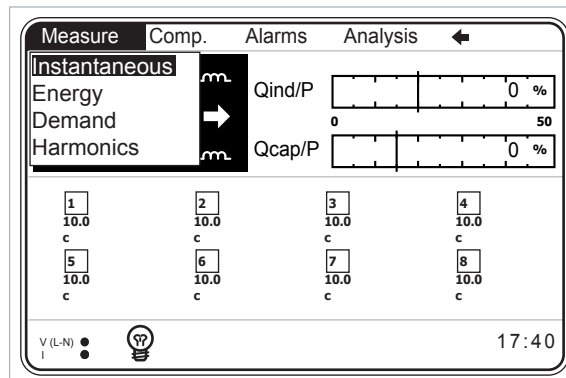 Measure Comp. Alarms Analysis
Instantaneous
Energy
Demand
Harmonics
Qind/P 0 %
0 50
Qcap/P 0 %
1 2 3 4
10.0 10.0 10.0 10.0
c c c c
5 6 7 8
10.0 10.0 10.0 10.0
c c c c
V (L-N)
I
17:40